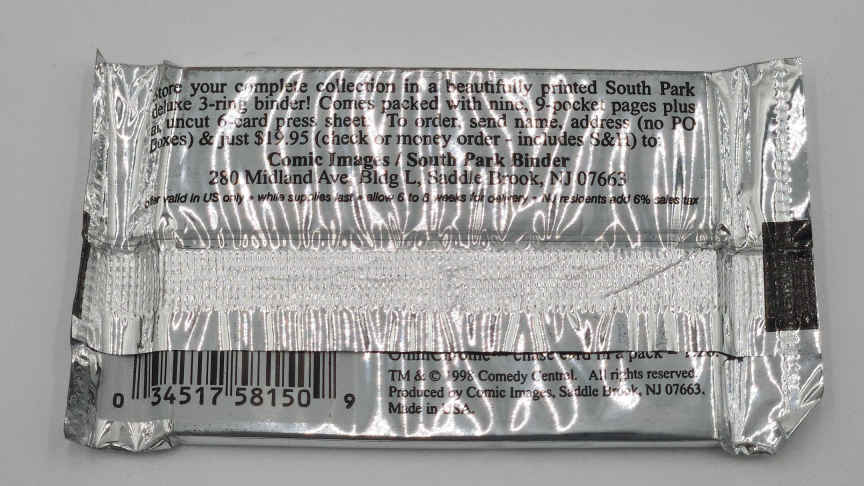 store your complete collection in a beautifully printed South Park
deluxe 3-ring binder! Comes packed with nine, 9-pocket pages plus
an uncut 6-card press sheet. To order, send name, address (no PO
Boxes) & just $19.95 (check or money order - includes S&H) to:
Comic Images / South Park Binder
280 Midland Ave, Bldg L, Saddle Brook, NJ 07663
valid in US only • while supplies last • allow 6 to 8 weeks for delivery • NJ residents add 6% sales tax
chase card in a pack
TM & © 1998 Comedy Central. All rights reserved.
Produced by Comic Images, Saddle Brook, NJ 07663.
Made in USA.
0 34517 58150 9